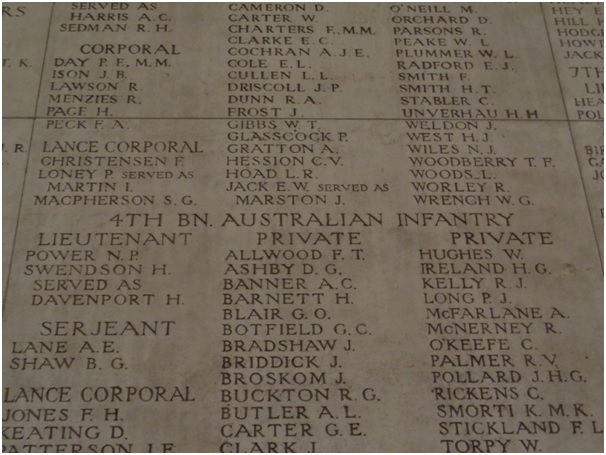 SERVED AS
HARRIS A.C.
SEDMAN R.H.
CORPORAL
DAY P.F., M.M.
ISON J.B.
LAWSON R.
MENZIES R.
PAGE H.
PECK F.A.
LANCE CORPORAL
CHRISTENSEN F.
LONEY P. SERVED AS
MARTIN I.
MACPHERSON S.G.
CAMERON D.
CARTER W.
CHARTERS F., M.M.
CLARKE E.C.
COCHRAN A.J.E.
COLE E.L.
CULLEN L.L.
DRISCOLL J.P.
DUNN R.A.
FROST J.
GIBBS W.T.
GLASSCOCK P.
GRATTON A.
HESSION C.V.
HOAD L.R.
JACK E.W. SERVED AS
MARSTON J.
O'NEILL M.
ORCHARD D.
PARSONS R.
PEAKE W.L.
PLUMMER W.L.
RADFORD E.J.
SMITH F.
SMITH H.T.
STABLER C.
UNVERHAU H.H.
WELDON J.
WEST H.J.
WILES N.J.
WOODBERRY T.F.
WOODS L.
WORLEY R.
WRENCH W.G.
4TH BN. AUSTRALIAN INFANTRY
LIEUTENANT
POWER N.P.
SWENDSON H.
SERVED AS
DAVENPORT H.
SERJEANT
LANE A.E.
SHAW B.G.
LANCE CORPORAL
JONES F.H.
KEATING D.
PATTERSON J.E.
PRIVATE
ALLWOOD F.T.
ASHBY D.G.
BANNER A.C.
BARNETT H.
BLAIR G.O.
BOTFIELD G.C.
BRADSHAW J.
BRIDDICK J.
BROSKOM J.
BUCKTON R.G.
BUTLER A.L.
CARTER G.E.
CLARK J.
PRIVATE
HUGHES W.
IRELAND H.G.
KELLY R.J.
LONG P.J.
McFARLANE A.
McNERNEY R.
O'KEEFE C.
PALMER R.V.
POLLARD J.H.G.
RICKENS C.
SMORTI K.M.K.
STICKLAND F.L.
TORPY W.
7TH